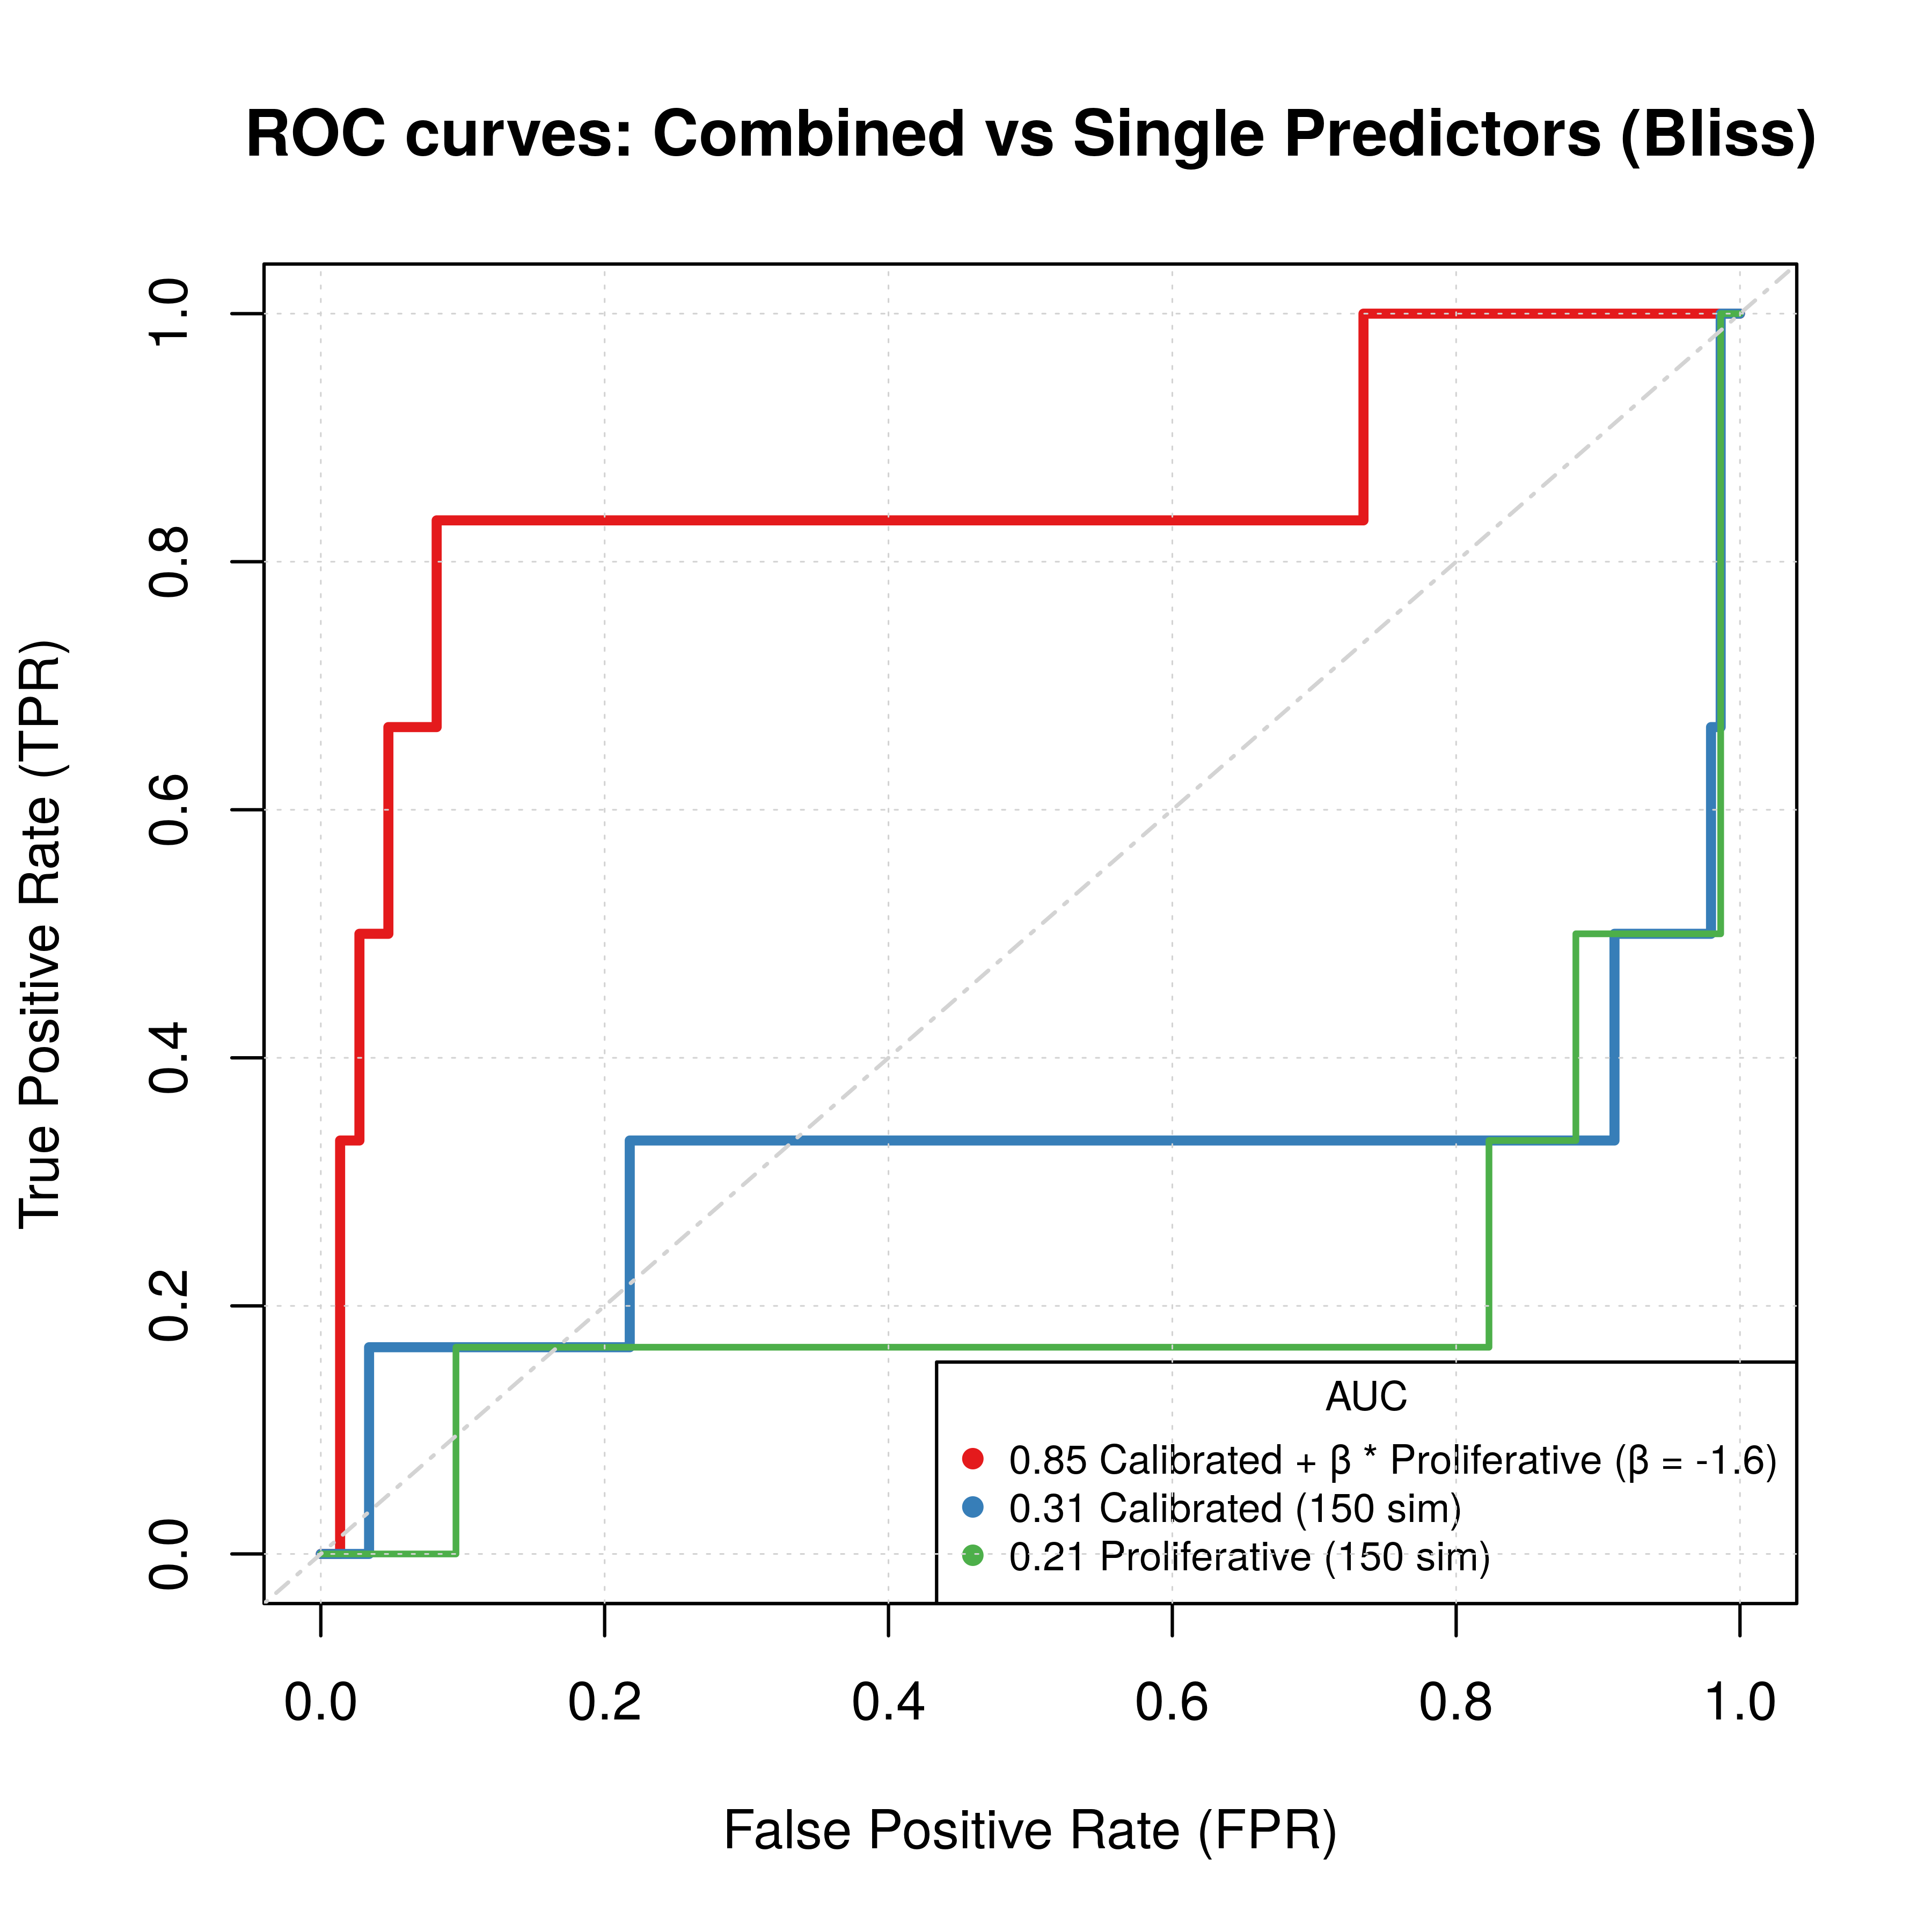 ROC curves: Combined vs Single Predictors (Bliss)
True Positive Rate (TPR)
1.0
0.8
0.6
0.4
0.2
0.0
AUC
0.85 Calibrated + β * Proliferative (β = -1.6)
0.31 Calibrated (150 sim)
0.21 Proliferative (150 sim)
0.0 0.2 0.4 0.6 0.8 1.0
False Positive Rate (FPR)